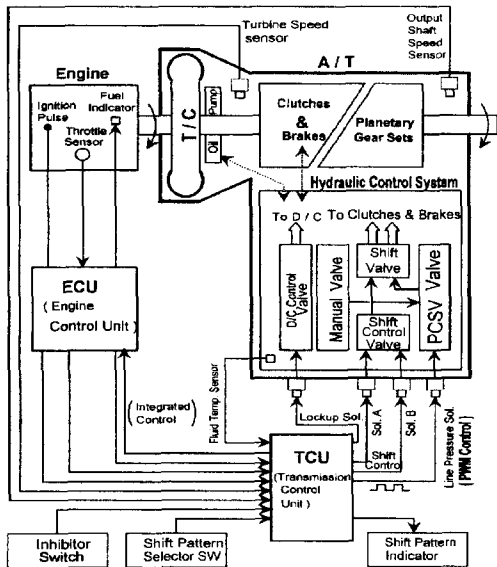 Turbine Speed
sensor
Output
Shaft
Speed
Sensor
A / T
Engine
Ignition
Pulse
Fuel
Indicator
Throttle
Sensor
T / C
Pump
Oil
Clutches
&
Brakes
Planetary
Gear Sets
Hydraulic Control System
To D / C
To Clutches & Brakes
D/C Control
Valve
Manual Valve
Shift
Valve
Shift
Control
Valve
PCSV Valve
ECU
( Engine
Control Unit )
( Integrated
Control )
Fluid Temp. Sensor
Lockup Sol.
Sol. A
Sol. B
Shift
Control
Line Pressure Sol.
( PWM Control )
TCU
(Transmission
Control
Unit )
Inhibitor
Switch
Shift Pattern
Selector SW
Shift Pattern
Indicator